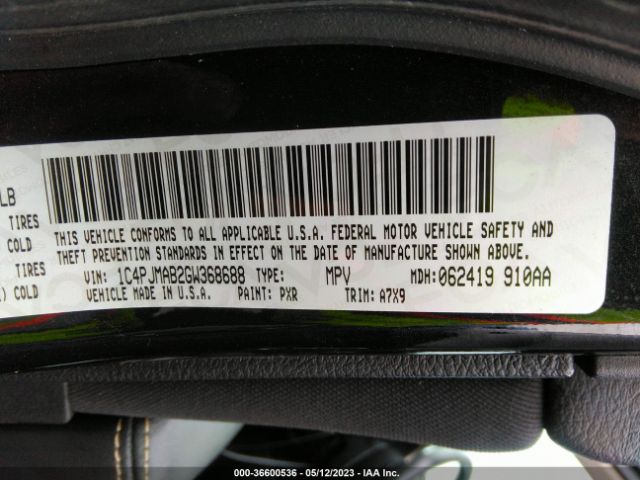 LB
TIRES
COLD
TIRES
) COLD
THIS VEHICLE CONFORMS TO ALL APPLICABLE U.S.A. FEDERAL MOTOR VEHICLE SAFETY AND
THEFT PREVENTION STANDARDS IN EFFECT ON THE DATE OF MANUFACTURE SHOWN ABOVE.
VIN: 1C4PJMAB2GW368688 TYPE: MPV MDH: 062419 910AA
VEHICLE MADE IN U.S.A. PAINT: PXR TRIM: A7X9
000-36600536 - 05/12/2023 - IAA Inc.